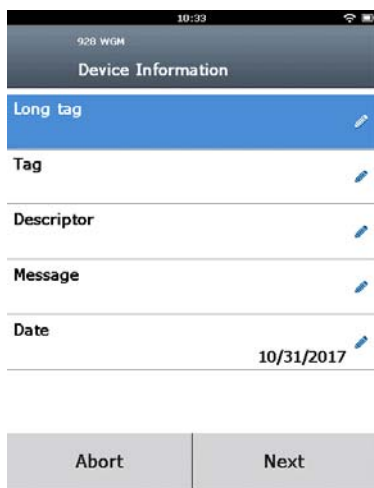 10:33
928 WGM
Device Information
Long tag
Tag
Descriptor
Message
Date
10/31/2017
Abort Next